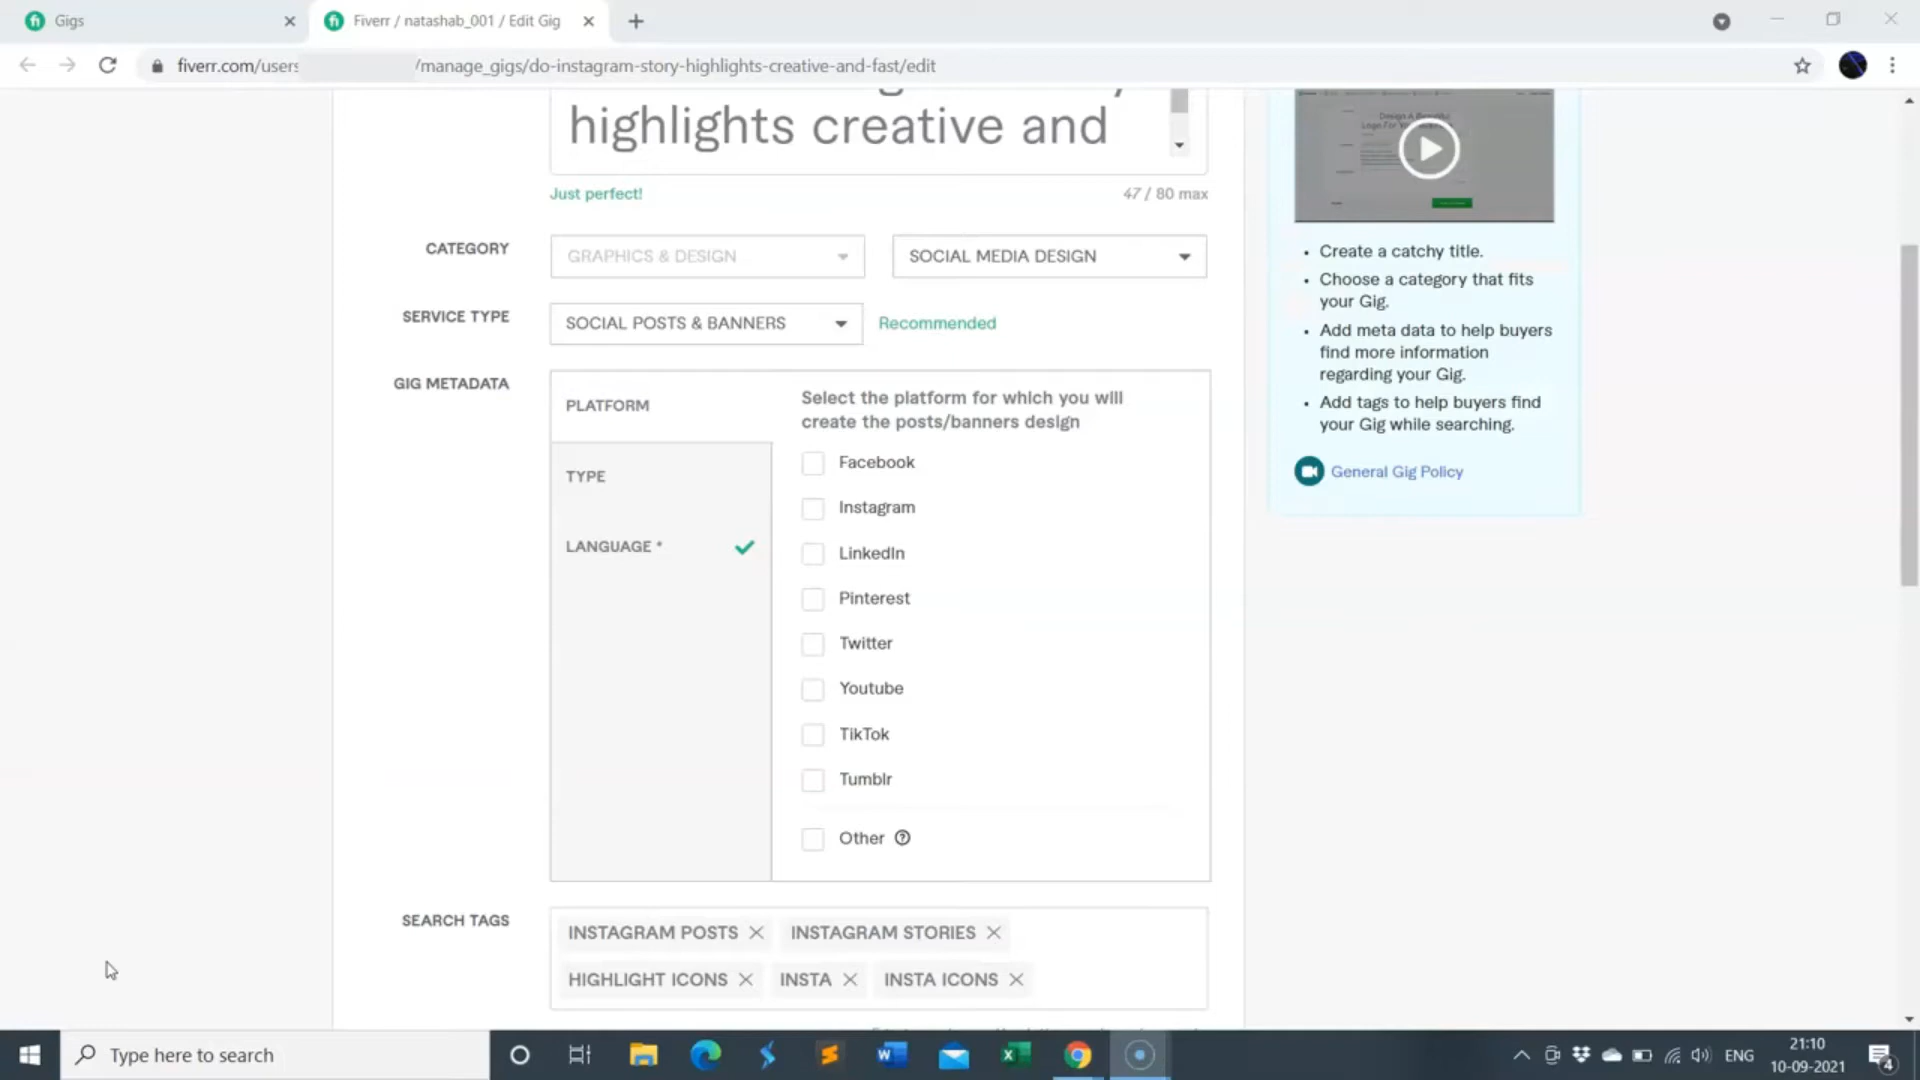 Gigs
Fiverr / natashab_001 / Edit Gig
fiverr.com/users /manage_gigs/do-instagram-story-highlights-creative-and-fast/edit
highlights creative and
Just perfect!
47 / 80 max
CATEGORY
GRAPHICS & DESIGN
SOCIAL MEDIA DESIGN
SERVICE TYPE
SOCIAL POSTS & BANNERS
Recommended
GIG METADATA
PLATFORM
TYPE
LANGUAGE *
Select the platform for which you will
create the posts/banners design
Facebook
Instagram
LinkedIn
Pinterest
Twitter
Youtube
TikTok
Tumblr
Other
SEARCH TAGS
INSTAGRAM POSTS
INSTAGRAM STORIES
HIGHLIGHT ICONS
INSTA
INSTA ICONS
Design A Beautiful
• Create a catchy title.
• Choose a category that fits
your Gig.
• Add meta data to help buyers
find more information
regarding your Gig.
• Add tags to help buyers find
your Gig while searching.
General Gig Policy
Type here to search
ENG
21:10
10-09-2021
4